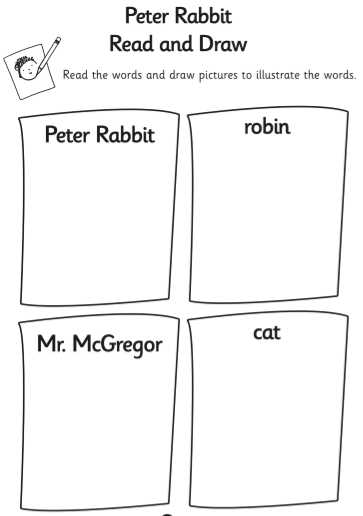 Peter Rabbit
Read and Draw
Read the words and draw pictures to illustrate the words.
Peter Rabbit
robin
Mr. McGregor
cat